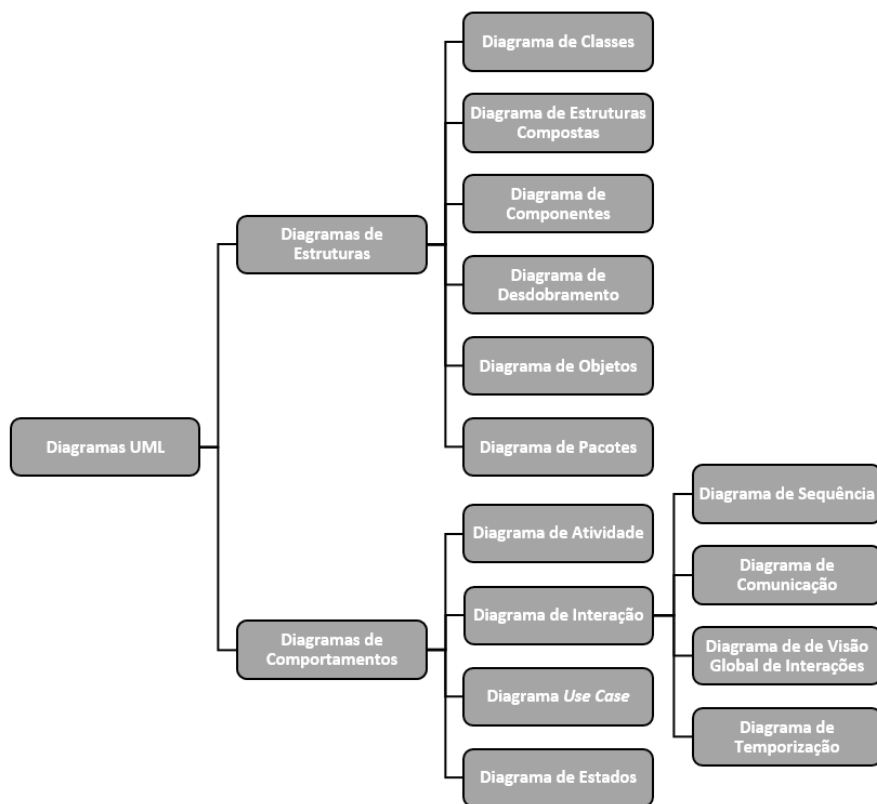 Diagrama de Classes
Diagrama de Estruturas
Compostas
Diagrama de
Componentes
Diagramas de
Estruturas
Diagrama de
Desdobramento
Diagrama de Objetos
Diagramas UML
Diagrama de Pacotes
Diagrama de Sequência
Diagrama de Atividade
Diagrama de
Comunicação
Diagrama de Interação
Diagramas de
Comportamentos
Diagrama de de Visão
Global de Interações
Diagrama Use Case
Diagrama de
Temporização
Diagrama de Estados